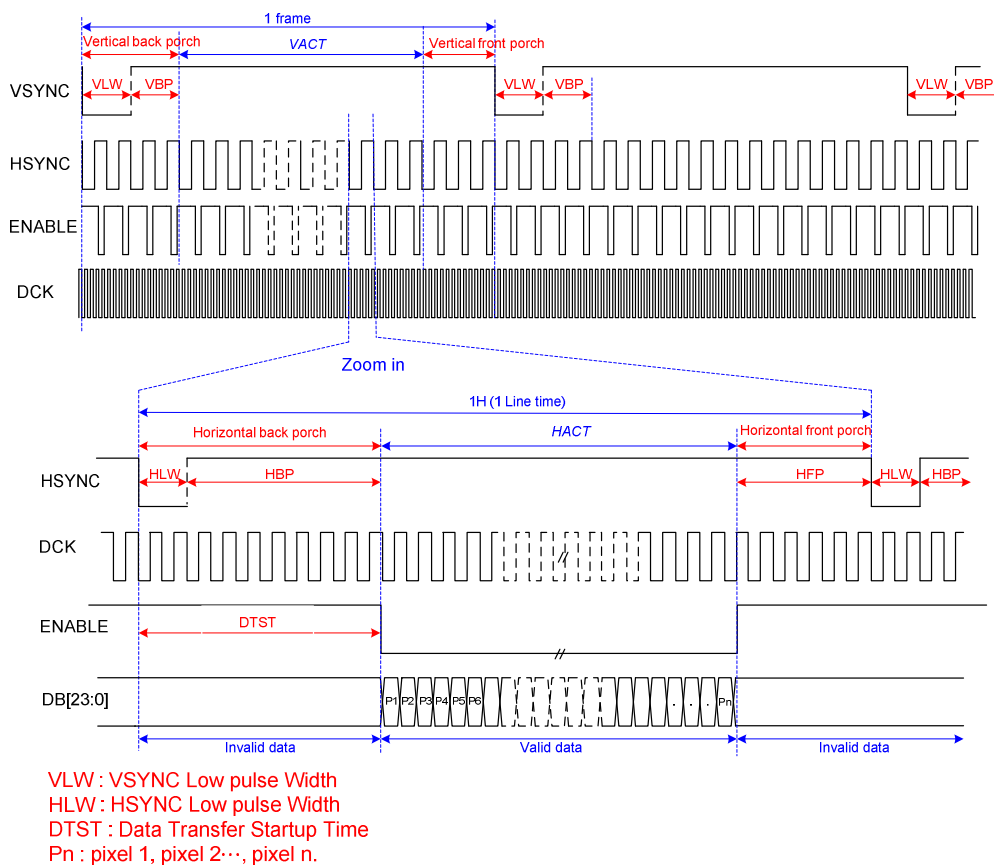 1 frame
Vertical back porch VACT Vertical front porch
VSYNC VLW VBP VLW VBP VLW VBP
HSYNC
ENABLE
DCK
Zoom in
1H (1 Line time)
Horizontal back porch HACT Horizontal front porch
HSYNC HLW HBP HFP HLW HBP
DCK //
ENABLE DTST //
DB[23:0] P1 P2 P3 P4 P5 P6 . . . Pn
Invalid data Valid data Invalid data
VLW : VSYNC Low pulse Width
HLW : HSYNC Low pulse Width
DTST : Data Transfer Startup Time
Pn : pixel 1, pixel 2···, pixel n.